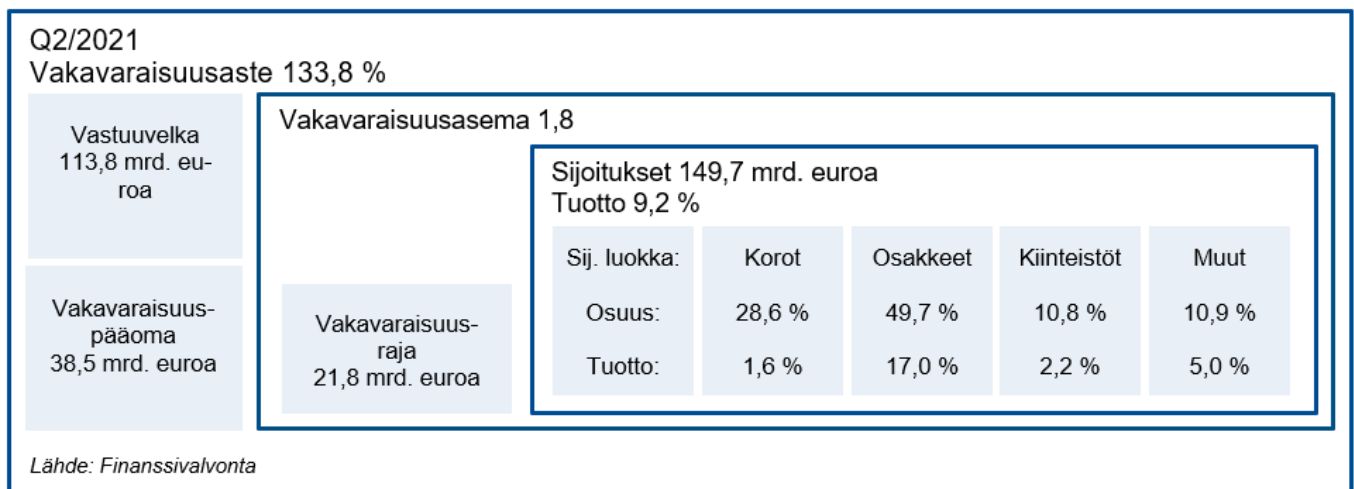 Q2/2021
Vakavaraisuusaste 133,8 %
Vastuuvelka
113,8 mrd. eu-
roa
Vakavaraisuus-
pääoma
38,5 mrd. euroa
Vakavaraisuusasema 1,8
Vakavaraisuus-
raja
21,8 mrd. euroa
Sijoitukset 149,7 mrd. euroa
Tuotto 9,2 %
Sij. luokka: Korot Osakkeet Kiinteistöt Muut
Osuus: 28,6 % 49,7 % 10,8 % 10,9 %
Tuotto: 1,6 % 17,0 % 2,2 % 5,0 %
Lähde: Finanssivalvonta